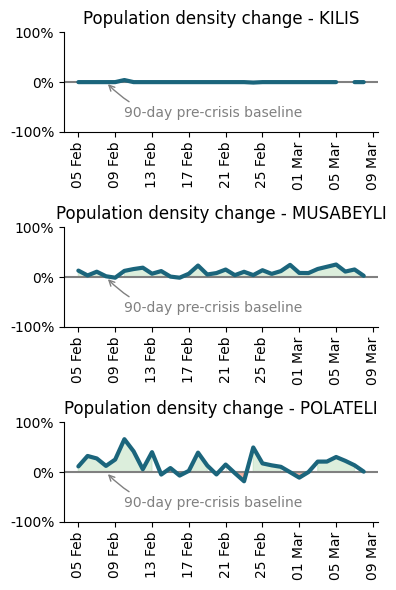 Population density change - KILIS
100%
0%
-100%
90-day pre-crisis baseline
05 Feb
09 Feb
13 Feb
17 Feb
21 Feb
25 Feb
01 Mar
05 Mar
09 Mar
Population density change - MUSABEYLI
100%
0%
-100%
90-day pre-crisis baseline
05 Feb
09 Feb
13 Feb
17 Feb
21 Feb
25 Feb
01 Mar
05 Mar
09 Mar
Population density change - POLATELI
100%
0%
-100%
90-day pre-crisis baseline
05 Feb
09 Feb
13 Feb
17 Feb
21 Feb
25 Feb
01 Mar
05 Mar
09 Mar